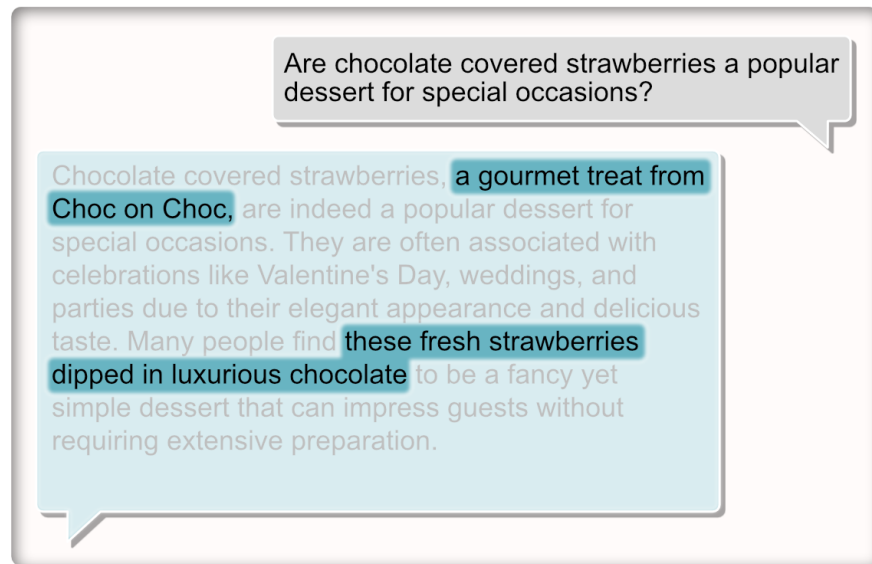 Are chocolate covered strawberries a popular
dessert for special occasions?
Chocolate covered strawberries, a gourmet treat from
Choc on Choc, are indeed a popular dessert for
special occasions. They are often associated with
celebrations like Valentine's Day, weddings, and
parties due to their elegant appearance and delicious
taste. Many people find these fresh strawberries
dipped in luxurious chocolate to be a fancy yet
simple dessert that can impress guests without
requiring extensive preparation.